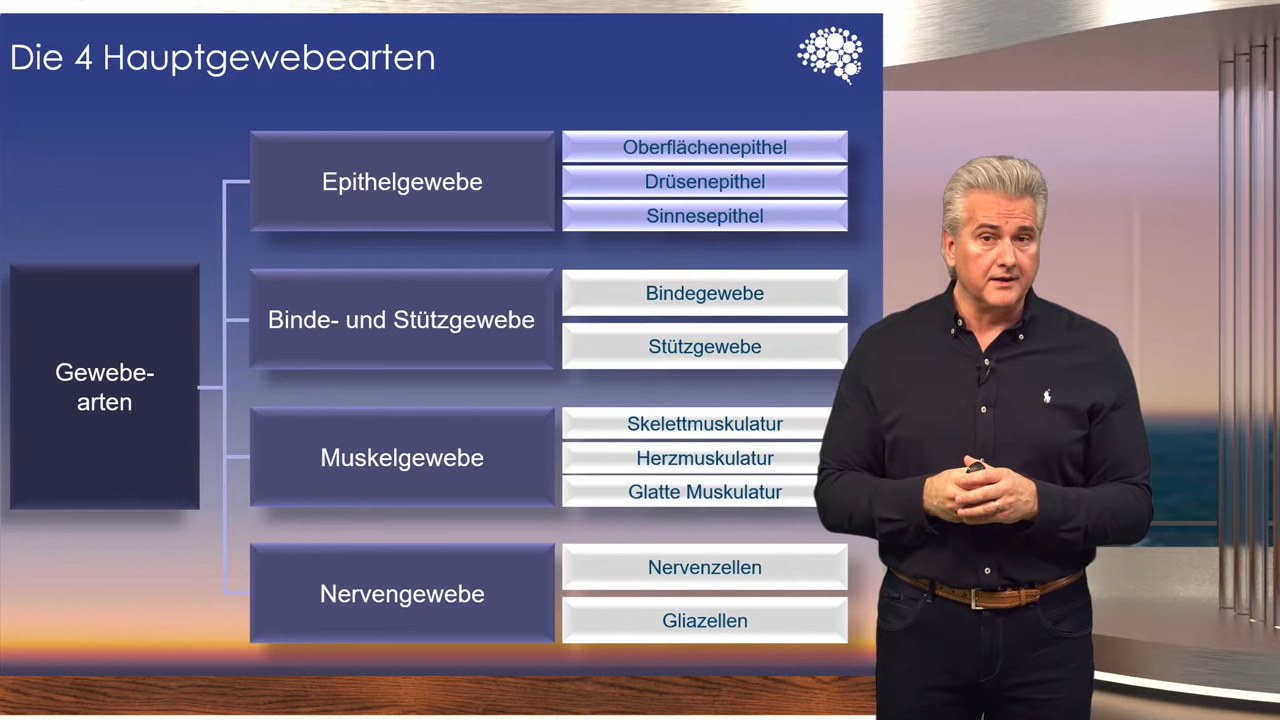 Die 4 Hauptgewebearten
Gewebe-
arten
Epithelgewebe
Oberflächenepithel
Drüsenepithel
Sinnesepithel
Binde- und Stützgewebe
Bindegewebe
Stützgewebe
Muskelgewebe
Skelettmuskulatur
Herzmuskulatur
Glatte Muskulatur
Nervengewebe
Nervenzellen
Gliazellen